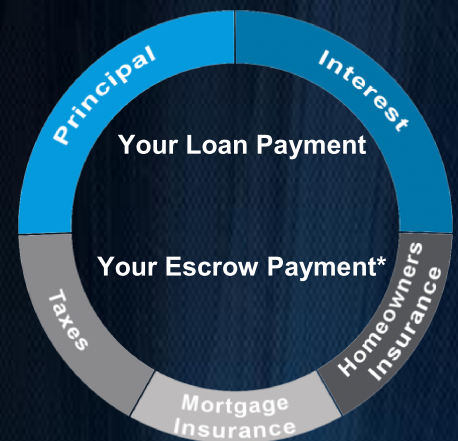 Principal
Interest
Your Loan Payment
Your Escrow Payment*
Taxes
Homeowners
Insurance
Mortgage
Insurance